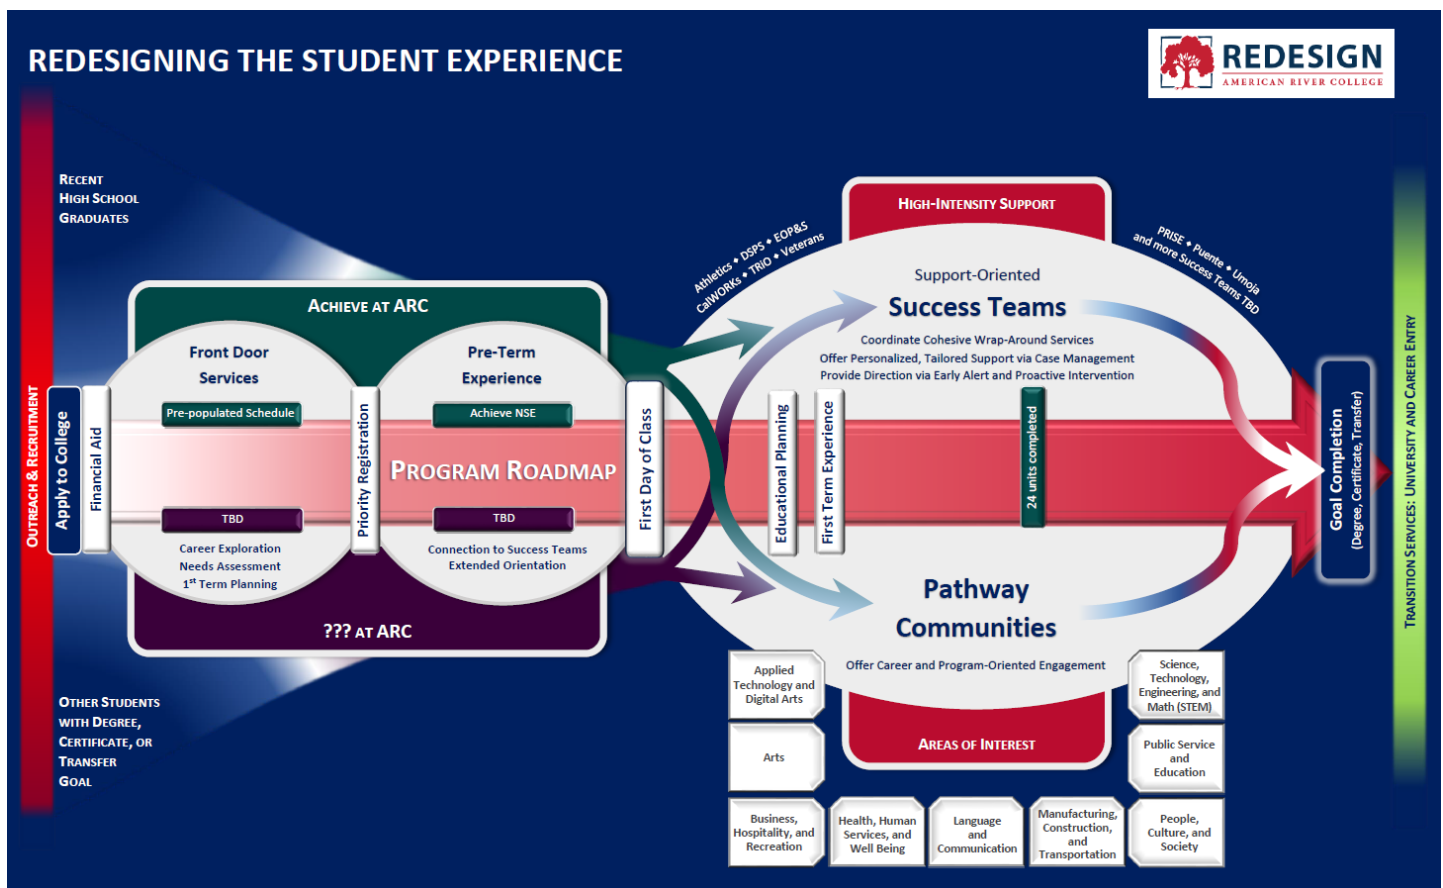 REDESIGNING THE STUDENT EXPERIENCE
REDESIGN
AMERICAN RIVER COLLEGE
OUTREACH & RECRUITMENT
RECENT
HIGH SCHOOL
GRADUATES
OTHER STUDENTS
WITH DEGREE,
CERTIFICATE, OR
TRANSFER
GOAL
Apply to College
Financial Aid
ACHIEVE AT ARC
Front Door
Services
Pre-populated Schedule
TBD
Career Exploration
Needs Assessment
1st Term Planning
Priority Registration
Pre-Term
Experience
Achieve NSE
PROGRAM ROADMAP
TBD
Connection to Success Teams
Extended Orientation
??? AT ARC
First Day of Class
HIGH-INTENSITY SUPPORT
Athletics ♦ DSPS ♦ EOP&S
CalWORKs ♦ TRiO ♦ Veterans
PRISE ♦ Puente ♦ Umoja
and more Success Teams TBD
Support-Oriented
Success Teams
Coordinate Cohesive Wrap-Around Services
Offer Personalized, Tailored Support via Case Management
Provide Direction via Early Alert and Proactive Intervention
Educational Planning
First Term Experience
24 units completed
Pathway
Communities
Offer Career and Program-Oriented Engagement
AREAS OF INTEREST
Applied
Technology and
Digital Arts
Arts
Business,
Hospitality, and
Recreation
Health, Human
Services, and
Well Being
Language
and
Communication
Manufacturing,
Construction,
and
Transportation
People,
Culture, and
Society
Public Service
and
Education
Science,
Technology,
Engineering, and
Math (STEM)
Goal Completion
(Degree, Certificate, Transfer)
TRANSITION SERVICES: UNIVERSITY AND CAREER ENTRY